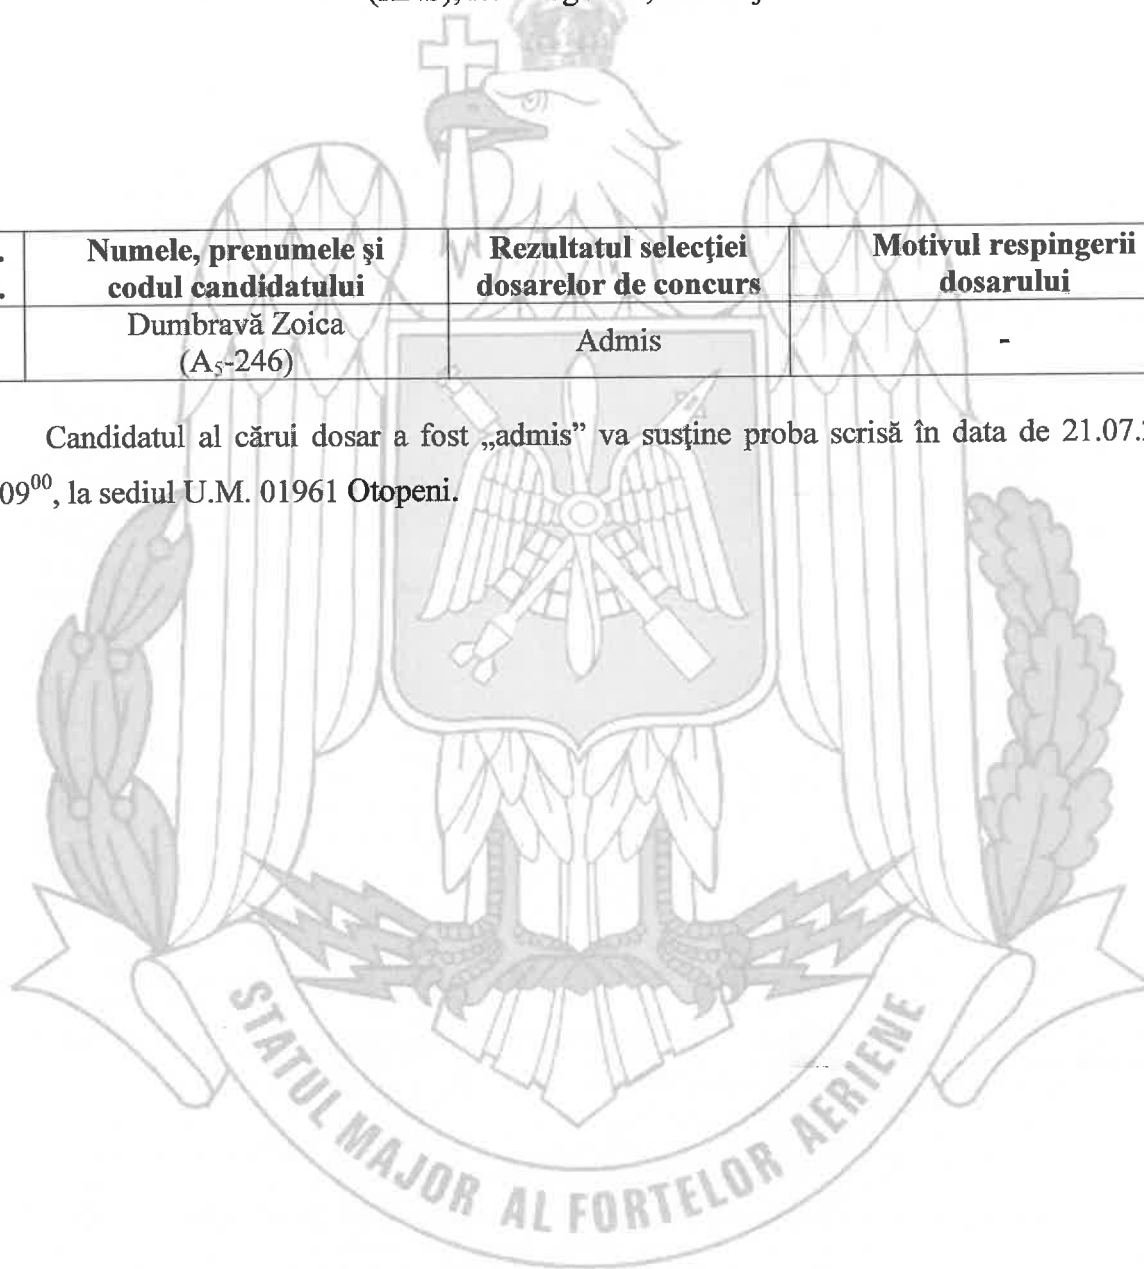 Numele, prenumele şi
codul candidatului
Rezultatul selecţiei
dosarelor de concurs
Motivul respingerii
dosarului
Dumbravă Zoica
(A5-246)
Admis
-
Candidatul al cărui dosar a fost „admis” va susţine proba scrisă în data de 21.07.
09⁰⁰, la sediul U.M. 01961 Otopeni.
STATUL MAJOR AL FORTELOR AERIENE